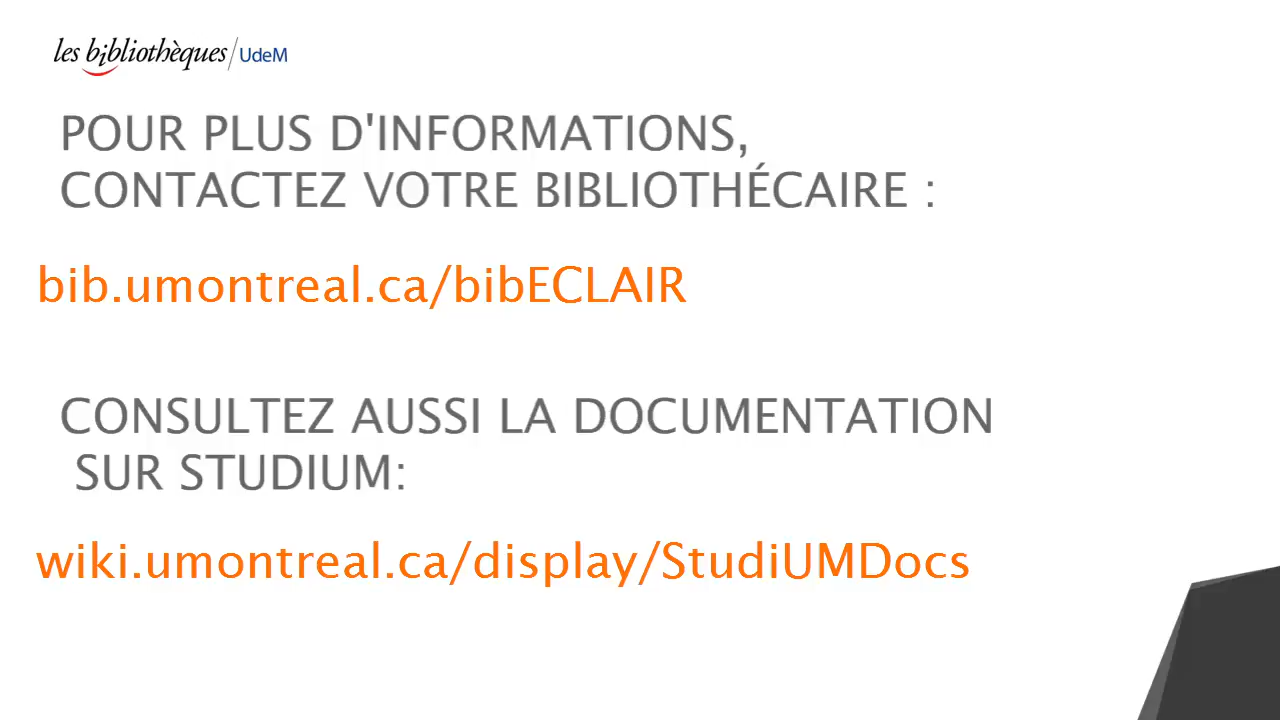 les bibliothèques/UdeM
POUR PLUS D'INFORMATIONS,
CONTACTEZ VOTRE BIBLIOTHÉCAIRE :
bib.umontreal.ca/bibECLAIR
CONSULTEZ AUSSI LA DOCUMENTATION
SUR STUDIUM:
wiki.umontreal.ca/display/StudiUMDocs